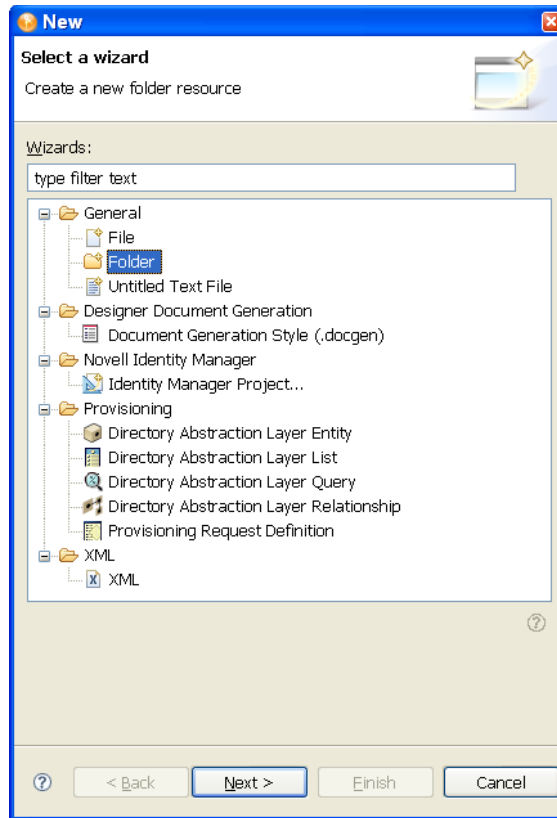 New
Select a wizard
Create a new folder resource
Wizards:
type filter text
General
File
Folder
Untitled Text File
Designer Document Generation
Document Generation Style (.docgen)
Novell Identity Manager
Identity Manager Project...
Provisioning
Directory Abstraction Layer Entity
Directory Abstraction Layer List
Directory Abstraction Layer Query
Directory Abstraction Layer Relationship
Provisioning Request Definition
XML
XML
< Back Next > Finish Cancel